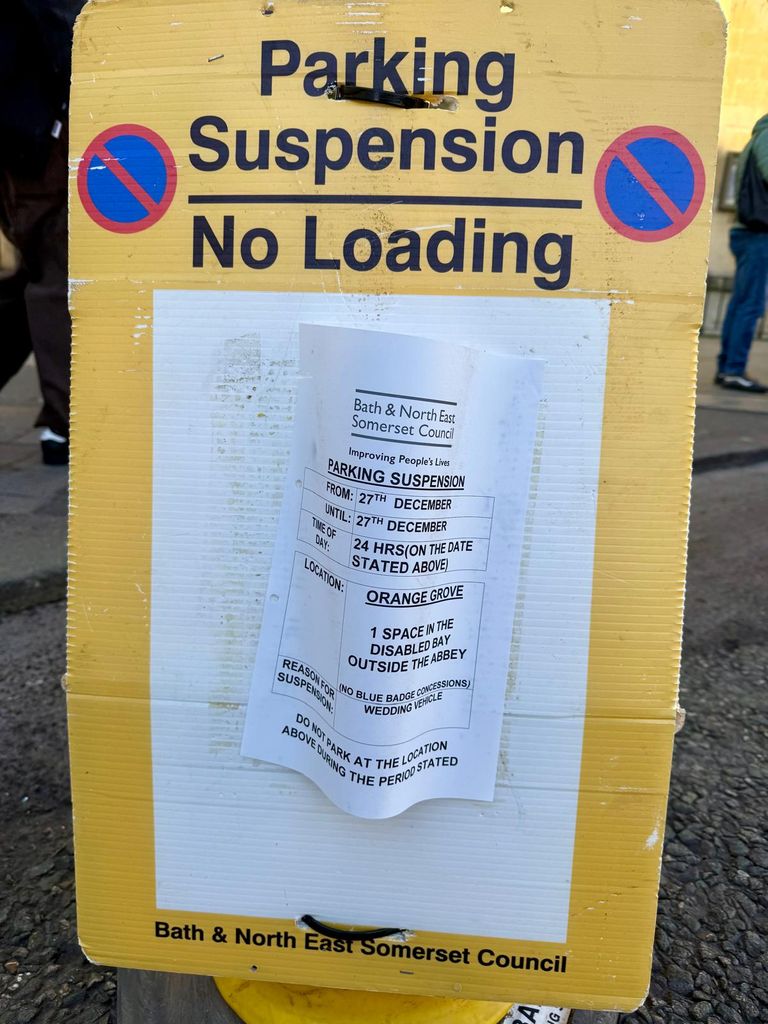 Parking
Suspension
No Loading
Bath & North East
Somerset Council
Improving People's Lives
PARKING SUSPENSION
FROM: 27TH DECEMBER
UNTIL: 27TH DECEMBER
TIME OF DAY: 24 HRS(ON THE DATE
STATED ABOVE)
LOCATION: ORANGE GROVE
1 SPACE IN THE
DISABLED BAY
OUTSIDE THE ABBEY
(NO BLUE BADGE CONCESSIONS)
REASON FOR
SUSPENSION: WEDDING VEHICLE
DO NOT PARK AT THE LOCATION
ABOVE DURING THE PERIOD STATED
Bath & North East Somerset Council